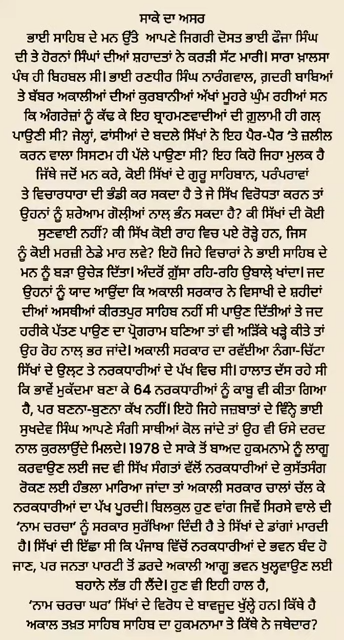 ਸਾਕੇ ਦਾ ਅਸਰ
ਭਾਈ ਸਾਹਿਬ ਦੇ ਮਨ ਉੱਤੇ ਆਪਣੇ ਜਿਗਰੀ ਦੋਸਤ ਭਾਈ ਫੌਜਾ ਸਿੰਘ
ਦੀ ਤੇ ਹੋਰਨਾਂ ਸਿੰਘਾਂ ਦੀਆਂ ਸ਼ਹਾਦਤਾਂ ਨੇ ਕਰੜੀ ਸੱਟ ਮਾਰੀ। ਸਾਰਾ ਖ਼ਾਲਸਾ
ਪੰਥ ਹੀ ਬਿਹਬਲ ਸੀ। ਭਾਈ ਰਣਧੀਰ ਸਿੰਘ ਨਾਰੰਗਵਾਲ, ਗ਼ਦਰੀ ਬਾਬਿਆਂ
ਤੇ ਬੱਬਰ ਅਕਾਲੀਆਂ ਦੀਆਂ ਕੁਰਬਾਨੀਆਂ ਅੱਖਾਂ ਮੂਹਰੇ ਘੁੰਮ ਰਹੀਆਂ ਸਨ
ਕਿ ਅੰਗਰੇਜ਼ਾਂ ਨੂੰ ਕੱਢ ਕੇ ਇਹ ਬ੍ਰਾਹਮਣਵਾਦੀਆਂ ਦੀ ਗ਼ੁਲਾਮੀ ਹੀ ਗਲ਼
ਪਾਉਣੀ ਸੀ? ਜੇਲ੍ਹਾਂ, ਫਾਂਸੀਆਂ ਦੇ ਬਦਲੇ ਸਿੱਖਾਂ ਨੇ ਇਹ ਪੈਰ-ਪੈਰ 'ਤੇ ਜ਼ਲੀਲ
ਕਰਨ ਵਾਲਾ ਸਿਸਟਮ ਹੀ ਪੱਲੇ ਪਾਉਣਾ ਸੀ? ਇਹ ਕਿਹੋ ਜਿਹਾ ਮੁਲਕ ਹੈ
ਜਿੱਥੇ ਜਦੋਂ ਮਨ ਕਰੇ, ਕੋਈ ਸਿੱਖਾਂ ਦੇ ਗੁਰੂ ਸਾਹਿਬਾਨ, ਪਰੰਪਰਾਵਾਂ
ਤੇ ਵਿਚਾਰਧਾਰਾ ਦੀ ਭੰਡੀ ਕਰ ਸਕਦਾ ਹੈ ਤੇ ਜੇ ਸਿੱਖ ਵਿਰੋਧਤਾ ਕਰਨ ਤਾਂ
ਉਹਨਾਂ ਨੂੰ ਸ਼ਰੇਆਮ ਗੋਲ਼ੀਆਂ ਨਾਲ਼ ਭੰਨ ਸਕਦਾ ਹੈ? ਕੀ ਸਿੱਖਾਂ ਦੀ ਕੋਈ
ਸੁਣਵਾਈ ਨਹੀਂ? ਕੀ ਸਿੱਖ ਕੋਈ ਰਾਹ ਵਿਚ ਪਏ ਰੋੜ੍ਹੇ ਹਨ, ਜਿਸ
ਨੂੰ ਕੋਈ ਮਰਜ਼ੀ ਠੇਡੇ ਮਾਰ ਲਵੇ? ਇਹੋ ਜਿਹੇ ਵਿਚਾਰਾਂ ਨੇ ਭਾਈ ਸਾਹਿਬ ਦੇ
ਮਨ ਨੂੰ ਬੜਾ ਉਚੇੜ ਦਿੱਤਾ। ਅੰਦਰੋਂ ਗ਼ੁੱਸਾ ਰਹਿ-ਰਹਿ ਉਬਾਲ਼ੇ ਖਾਂਦਾ। ਜਦ
ਉਹਨਾਂ ਨੂੰ ਯਾਦ ਆਉਂਦਾ ਕਿ ਅਕਾਲੀ ਸਰਕਾਰ ਨੇ ਵਿਸਾਖੀ ਦੇ ਸ਼ਹੀਦਾਂ
ਦੀਆਂ ਅਸਥੀਆਂ ਕੀਰਤਪੁਰ ਸਾਹਿਬ ਨਹੀਂ ਸੀ ਪਾਉਣ ਦਿੱਤੀਆਂ ਤੇ ਜਦ
ਹਰੀਕੇ ਪੱਤਣ ਪਾਉਣ ਦਾ ਪ੍ਰੋਗਰਾਮ ਬਣਿਆ ਤਾਂ ਵੀ ਅੜਿੱਕੇ ਖੜ੍ਹੇ ਕੀਤੇ ਤਾਂ
ਉਹ ਰੋਹ ਨਾਲ਼ ਭਰ ਜਾਂਦੇ। ਅਕਾਲੀ ਸਰਕਾਰ ਦਾ ਰਵੱਈਆ ਨੰਗਾ-ਚਿੱਟਾ
ਸਿੱਖਾਂ ਦੇ ਉਲ਼ਟ ਤੇ ਨਰਕਧਾਰੀਆਂ ਦੇ ਪੱਖ ਵਿਚ ਸੀ। ਹਾਲਾਤ ਦੱਸ ਰਹੇ ਸੀ
ਕਿ ਭਾਵੇਂ ਮੁਕੱਦਮਾ ਬਣਾ ਕੇ 64 ਨਰਕਧਾਰੀਆਂ ਨੂੰ ਕਾਬੂ ਵੀ ਕੀਤਾ ਗਿਆ
ਹੈ, ਪਰ ਬਣਨਾ-ਬੁਣਨਾ ਕੱਖ ਨਹੀਂ। ਇਹੋ ਜਿਹੇ ਜਜ਼ਬਾਤਾਂ ਦੇ ਵਿੰਨ੍ਹੇ ਭਾਈ
ਸੁਖਦੇਵ ਸਿੰਘ ਆਪਣੇ ਸੰਗੀ ਸਾਥੀਆਂ ਕੋਲ ਜਾਂਦੇ ਤਾਂ ਉਹ ਵੀ ਓਸੇ ਦਰਦ
ਨਾਲ ਕੁਰਲਾਉਂਦੇ ਮਿਲਦੇ। 1978 ਦੇ ਸਾਕੇ ਤੋਂ ਬਾਅਦ ਹੁਕਮਨਾਮੇ ਨੂੰ ਲਾਗੂ
ਕਰਵਾਉਣ ਲਈ ਜਦ ਵੀ ਸਿੱਖ ਸੰਗਤਾਂ ਵੱਲੋਂ ਨਰਕਧਾਰੀਆਂ ਦੇ ਕੁਸੱਤਸੰਗ
ਰੋਕਣ ਲਈ ਹੰਭਲਾ ਮਾਰਿਆ ਜਾਂਦਾ ਤਾਂ ਅਕਾਲੀ ਸਰਕਾਰ ਚਾਲਾਂ ਚੱਲ ਕੇ
ਨਰਕਧਾਰੀਆਂ ਦਾ ਪੱਖ ਪੂਰਦੀ। ਬਿਲਕੁਲ ਹੁਣ ਵਾਂਗ ਜਿਵੇਂ ਸਿਰਸੇ ਵਾਲੇ ਦੀ
'ਨਾਮ ਚਰਚਾ' ਨੂੰ ਸਰਕਾਰ ਸੁਰੱਖਿਆ ਦਿੰਦੀ ਹੈ ਤੇ ਸਿੱਖਾਂ ਦੇ ਡਾਂਗਾਂ ਮਾਰਦੀ
ਹੈ। ਸਿੱਖਾਂ ਦੀ ਇੱਛਾ ਸੀ ਕਿ ਪੰਜਾਬ ਵਿੱਚੋਂ ਨਰਕਧਾਰੀਆਂ ਦੇ ਭਵਨ ਬੰਦ ਹੋ
ਜਾਣ, ਪਰ ਜਨਤਾ ਪਾਰਟੀ ਤੋਂ ਡਰਦੇ ਅਕਾਲੀ ਆਗੂ ਭਵਨ ਖੁਲ੍ਹਵਾਉਣ ਲਈ
ਬਹਾਨੇ ਲੱਭ ਹੀ ਲੈਂਦੇ। ਹੁਣ ਵੀ ਇਹੀ ਹਾਲ ਹੈ,
'ਨਾਮ ਚਰਚਾ ਘਰ' ਸਿੱਖਾਂ ਦੇ ਵਿਰੋਧ ਦੇ ਬਾਵਜੂਦ ਖੁੱਲ੍ਹੇ ਹਨ। ਕਿੱਥੇ ਹੈ
ਅਕਾਲ ਤਖ਼ਤ ਸਾਹਿਬ ਸਾਹਿਬ ਦਾ ਹੁਕਮਨਾਮਾ ਤੇ ਕਿੱਥੇ ਨੇ ਜਥੇਦਾਰ?